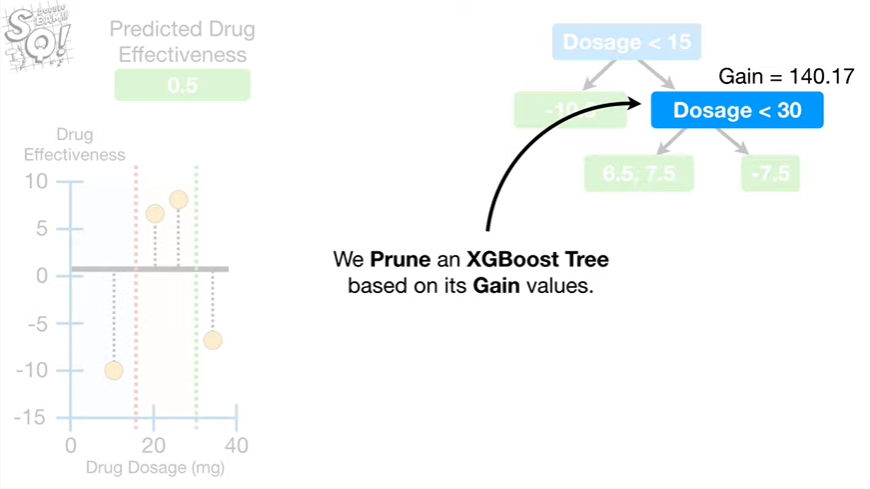 Predicted Drug
Effectiveness
0.5
Dosage < 15
Gain = 140.17
Dosage < 30
6.5, 7.5
-7.5
We Prune an XGBoost Tree
based on its Gain values.
Drug
Effectiveness
10
5
0
-5
-10
-15
0
20
40
Drug Dosage (mg)